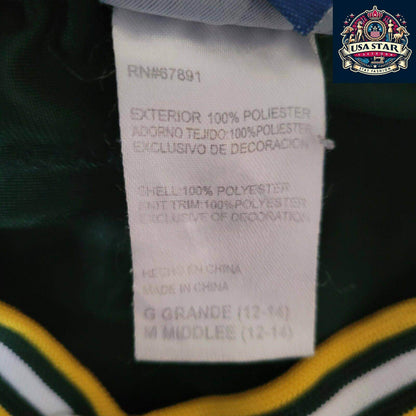 USA STAR
RN#67891
EXTERIOR 100% POLIESTER
ADORNO TEJIDO:100%POLIESTER
EXCLUSIVO DE DECORACION
SHELL:100% POLYESTER
KNIT TRIM:100% POLYESTER
EXCLUSIVE OF DECORATION
HECHO EN CHINA
MADE IN CHINA
G GRANDE (12-14)
M MIDDLEE (12-14)